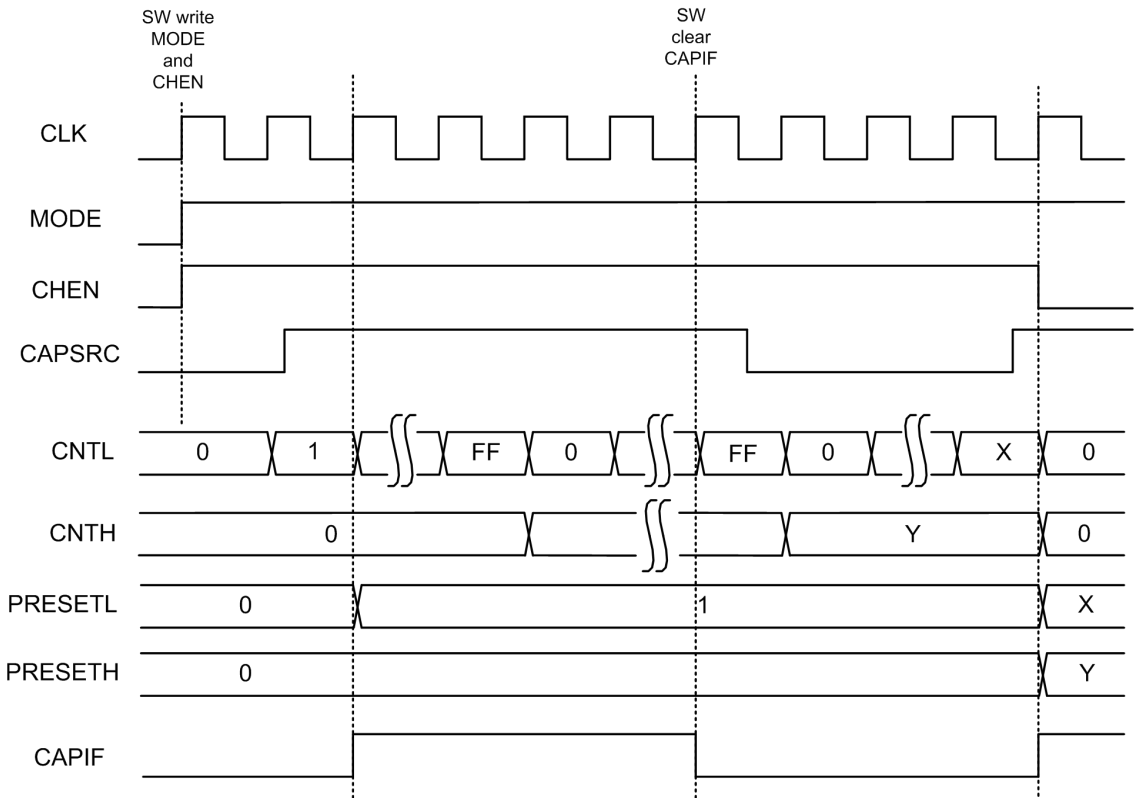 SW write
MODE
and
CHEN
SW
clear
CAPIF
CLK
MODE
CHEN
CAPSRC
CNTL 0 1 FF 0 FF 0 X 0
CNTH 0 Y 0
PRESETL 0 1 X
PRESETH 0 Y
CAPIF